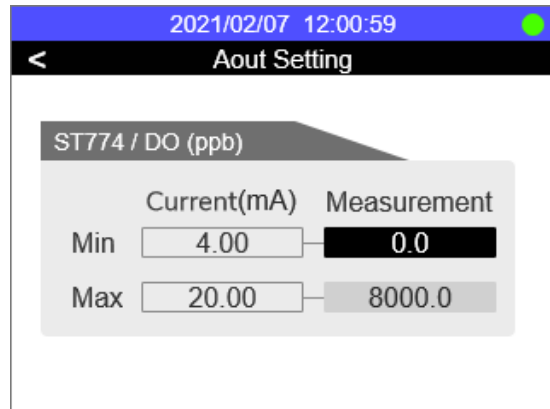 2021/02/07 12:00:59
< Aout Setting
ST774 / DO (ppb)
Current(mA) Measurement
Min 4.00 0.0
Max 20.00 8000.0